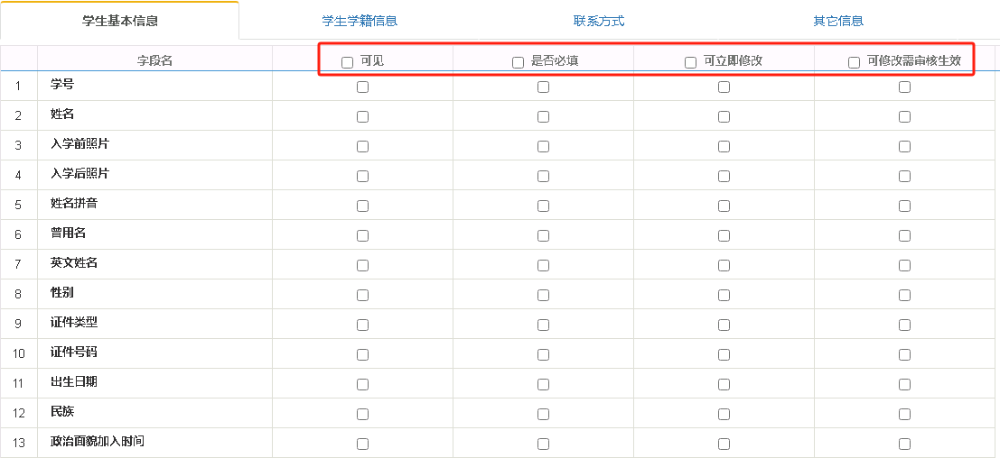 学生基本信息 学生学籍信息 联系方式 其它信息
字段名 可见 是否必填 可立即修改 可修改需审核生效
1 学号
2 姓名
3 入学前照片
4 入学后照片
5 姓名拼音
6 曾用名
7 英文姓名
8 性别
9 证件类型
10 证件号码
11 出生日期
12 民族
13 政治面貌加入时间